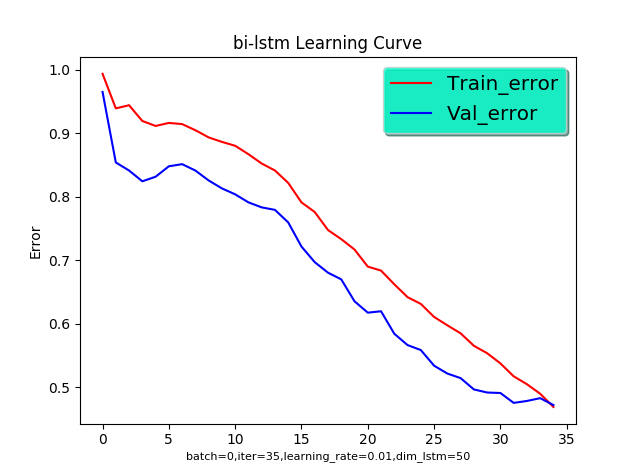 bi-lstm Learning Curve
Train_error
Val_error
1.0
0.9
0.8
0.7
0.6
0.5
Error
0 5 10 15 20 25 30 35
batch=0,iter=35,learning_rate=0.01,dim_lstm=50